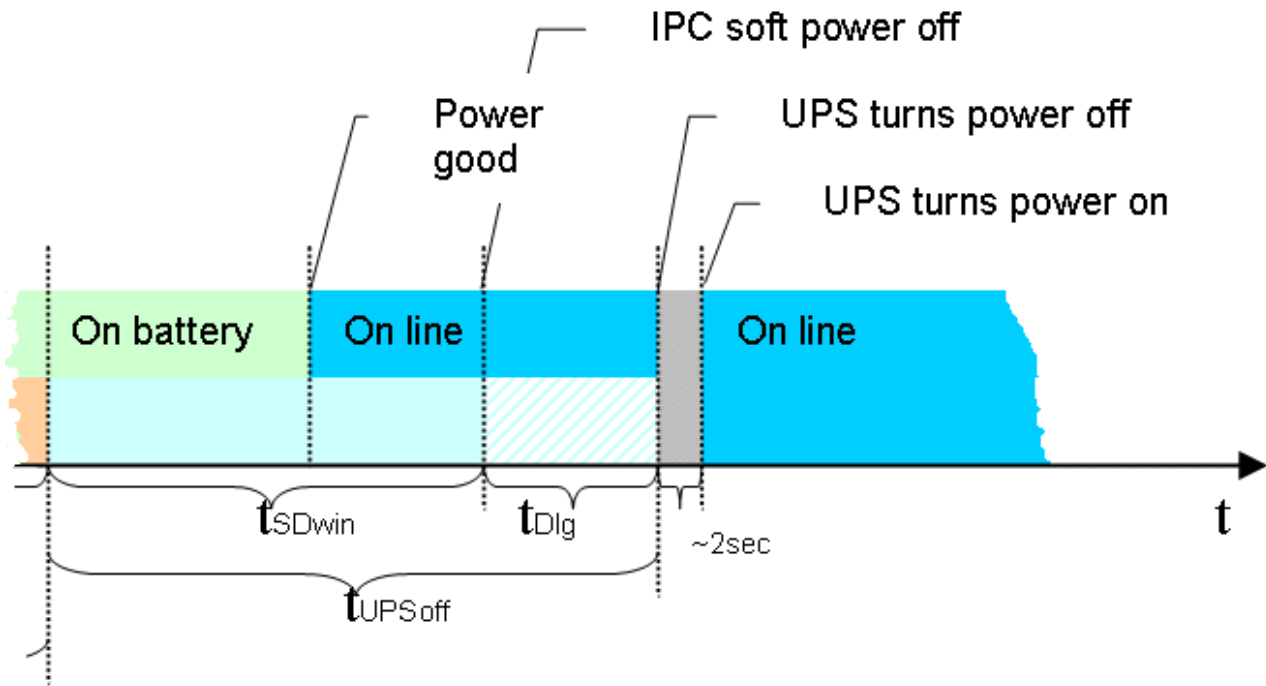 IPC soft power off
Power
good
UPS turns power off
UPS turns power on
On battery
On line
On line
tSDwin
tDlg
~2sec
t
tUPSoff